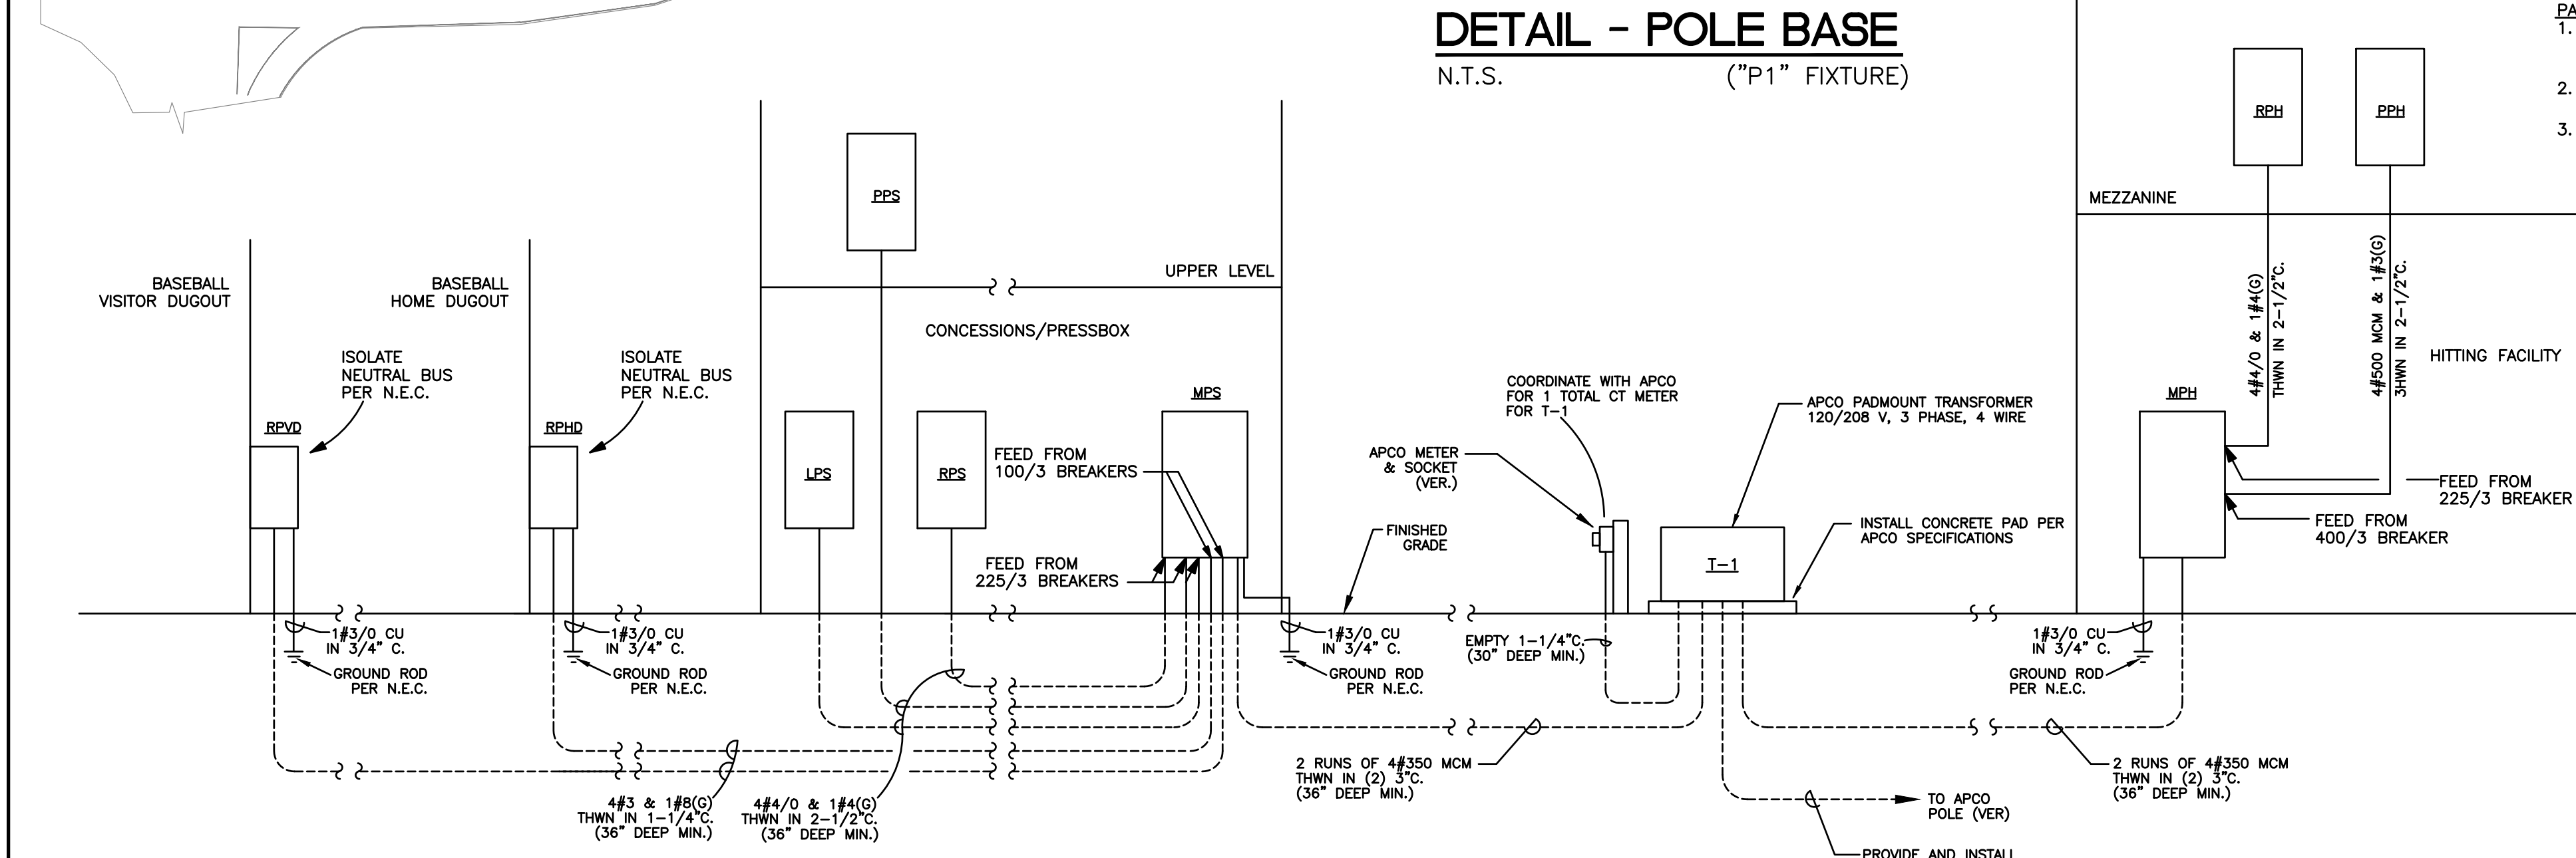 DETAIL - POLE BASE
N.T.S. ("P1" FIXTURE)
PA
1.
2.
3.
RPH
PPH
MEZZANINE
PPS
UPPER LEVEL
BASEBALL
VISITOR DUGOUT
BASEBALL
HOME DUGOUT
CONCESSIONS/PRESSBOX
ISOLATE
NEUTRAL BUS
PER N.E.C.
ISOLATE
NEUTRAL BUS
PER N.E.C.
RPVD
RPHD
LPS
RPS
MPS
FEED FROM
100/3 BREAKERS
FEED FROM
225/3 BREAKERS
COORDINATE WITH APCO
FOR 1 TOTAL CT METER
FOR T-1
APCO METER
& SOCKET
(VER.)
FINISHED
GRADE
APCO PADMOUNT TRANSFORMER
120/208 V, 3 PHASE, 4 WIRE
T-1
INSTALL CONCRETE PAD PER
APCO SPECIFICATIONS
4#4/0 & 1#4(G)
THWN IN 2-1/2"C.
4#500 MCM & 1#3(G)
3HWN IN 2-1/2"C.
HITTING FACILITY
MPH
FEED FROM
225/3 BREAKER
FEED FROM
400/3 BREAKER
1#3/0 CU
IN 3/4" C.
GROUND ROD
PER N.E.C.
1#3/0 CU
IN 3/4" C.
GROUND ROD
PER N.E.C.
1#3/0 CU
IN 3/4" C.
GROUND ROD
PER N.E.C.
EMPTY 1-1/4"C.
(30" DEEP MIN.)
1#3/0 CU
IN 3/4" C.
GROUND ROD
PER N.E.C.
4#3 & 1#8(G)
THWN IN 1-1/4"C.
(36" DEEP MIN.)
4#4/0 & 1#4(G)
THWN IN 2-1/2"C.
(36" DEEP MIN.)
2 RUNS OF 4#350 MCM
THWN IN (2) 3"C.
(36" DEEP MIN.)
TO APCO
POLE (VER)
2 RUNS OF 4#350 MCM
THWN IN (2) 3"C.
(36" DEEP MIN.)
PROVIDE AND INSTALL